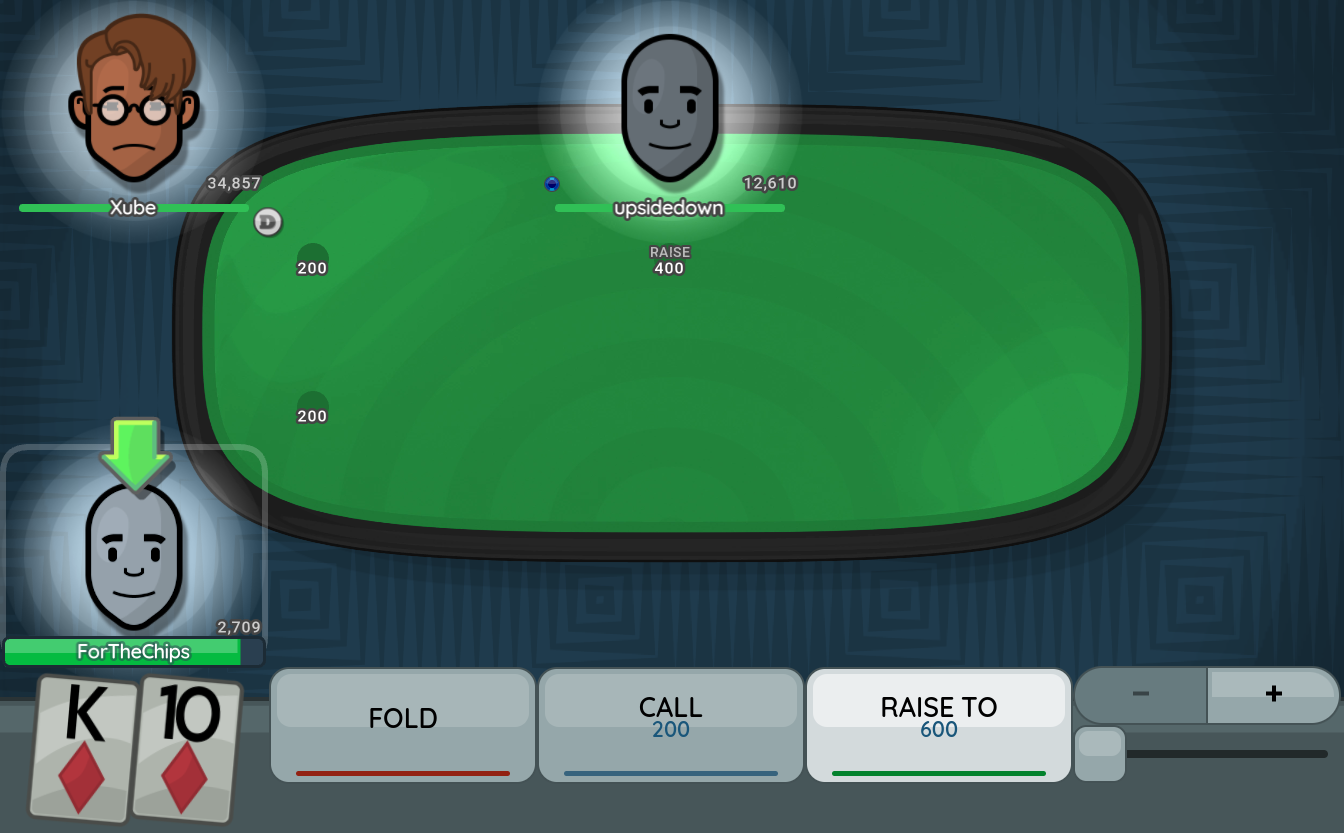 34,857
Xube
D
200
12,610
upsidedown
RAISE
400
200
2,709
ForTheChips
K
10
FOLD
CALL
200
RAISE TO
600
-
+